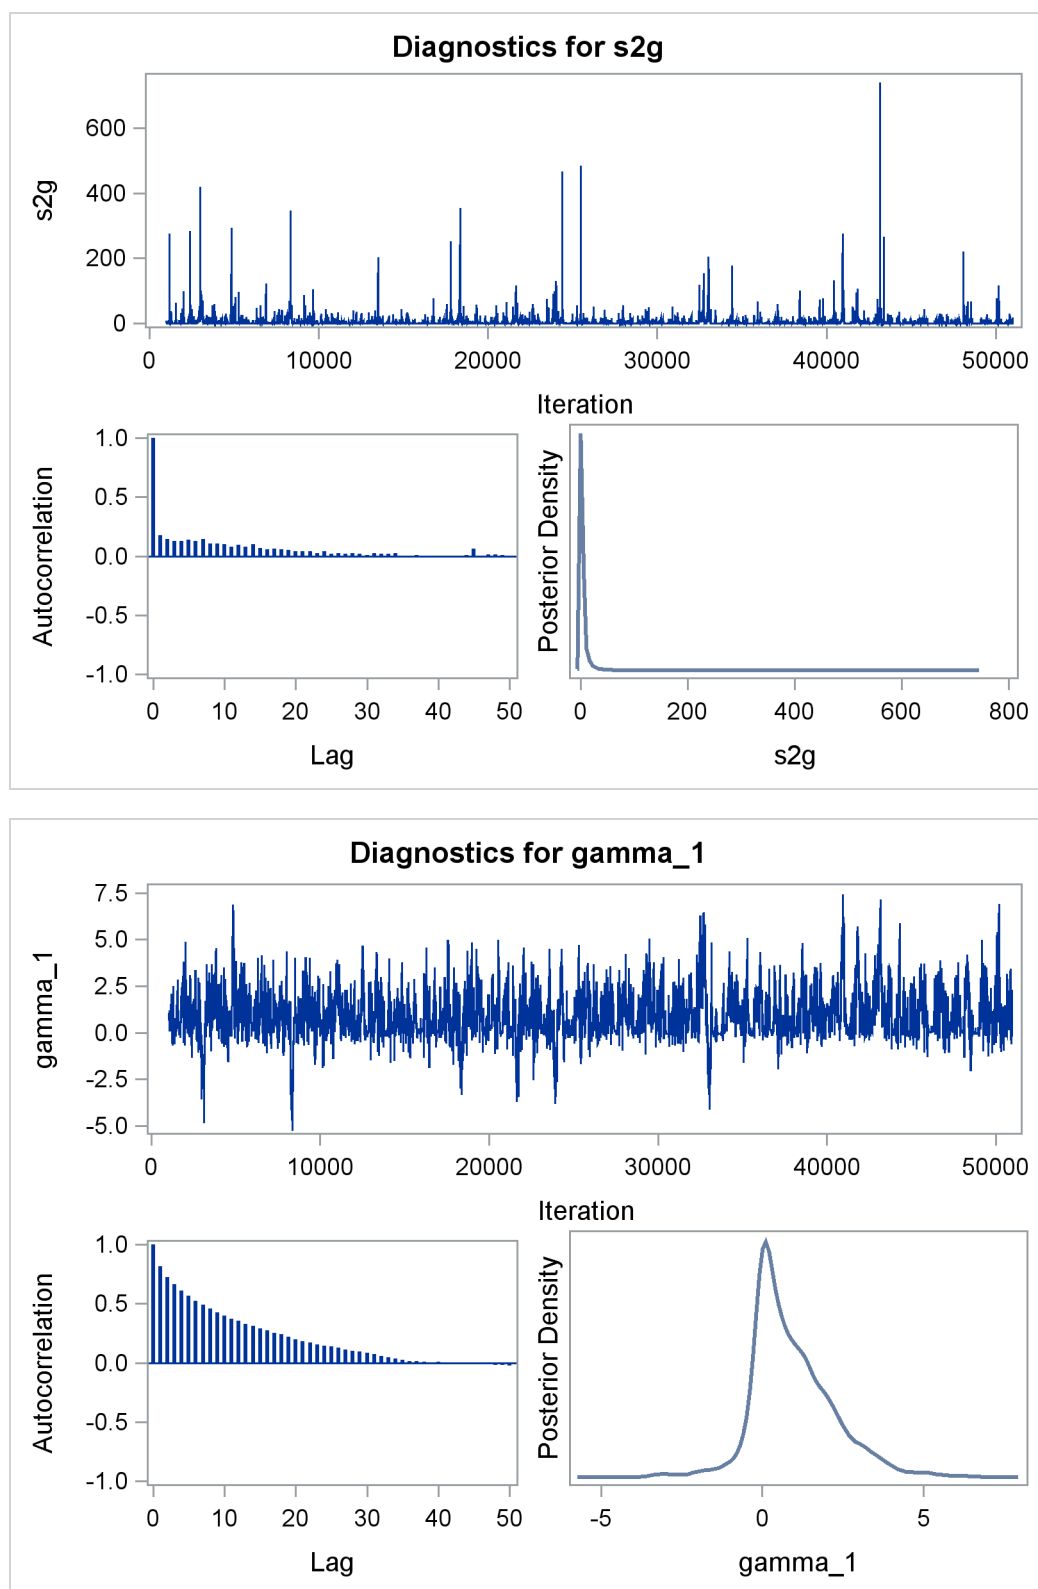 Diagnostics for s2g
s2g
600
400
200
0
0 10000 20000 30000 40000 50000
Iteration
Autocorrelation
1.0
0.5
0.0
-0.5
-1.0
0 10 20 30 40 50
Lag
Posterior Density
0 200 400 600 800
s2g
Diagnostics for gamma_1
gamma_1
7.5
5.0
2.5
0.0
-2.5
-5.0
0 10000 20000 30000 40000 50000
Iteration
Autocorrelation
1.0
0.5
0.0
-0.5
-1.0
0 10 20 30 40 50
Lag
Posterior Density
-5 0 5
gamma_1